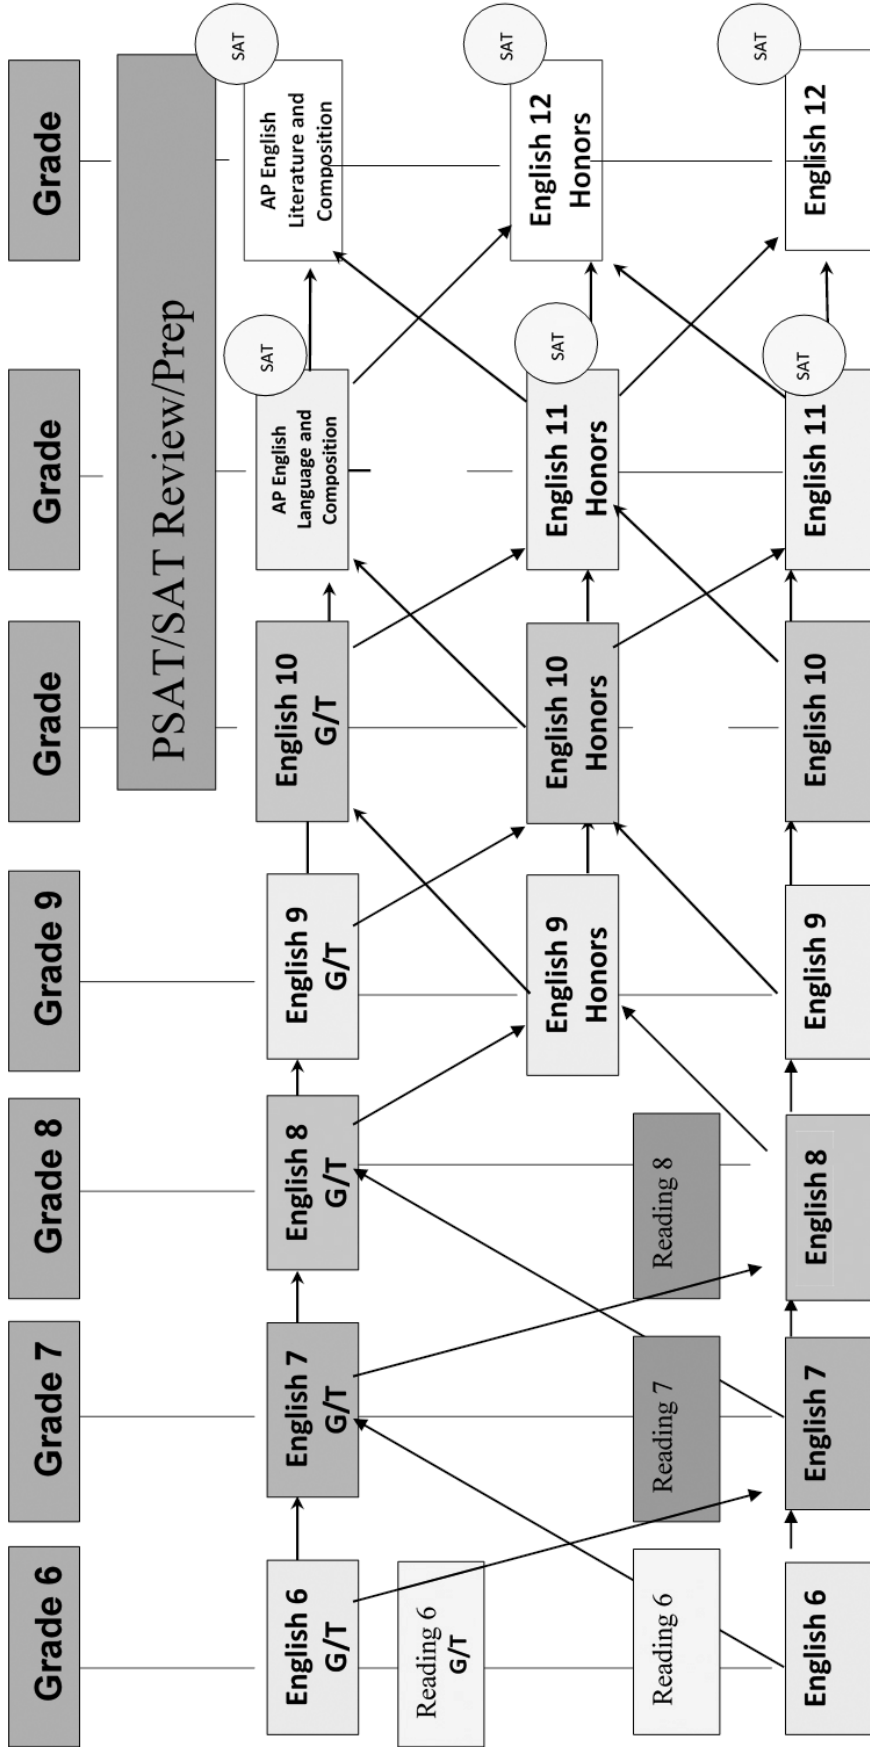 Grade 6
Grade 7
Grade 8
Grade 9
Grade
Grade
Grade
PSAT/SAT Review/Prep
English 6
G/T
English 7
G/T
English 8
G/T
English 9
G/T
English 10
G/T
AP English
Language and
Composition
SAT
AP English
Literature and
Composition
SAT
Reading 6
G/T
English 9
Honors
English 10
Honors
English 11
Honors
SAT
English 12
Honors
SAT
Reading 6
Reading 7
Reading 8
English 6
English 7
English 8
English 9
English 10
English 11
SAT
English 12
SAT